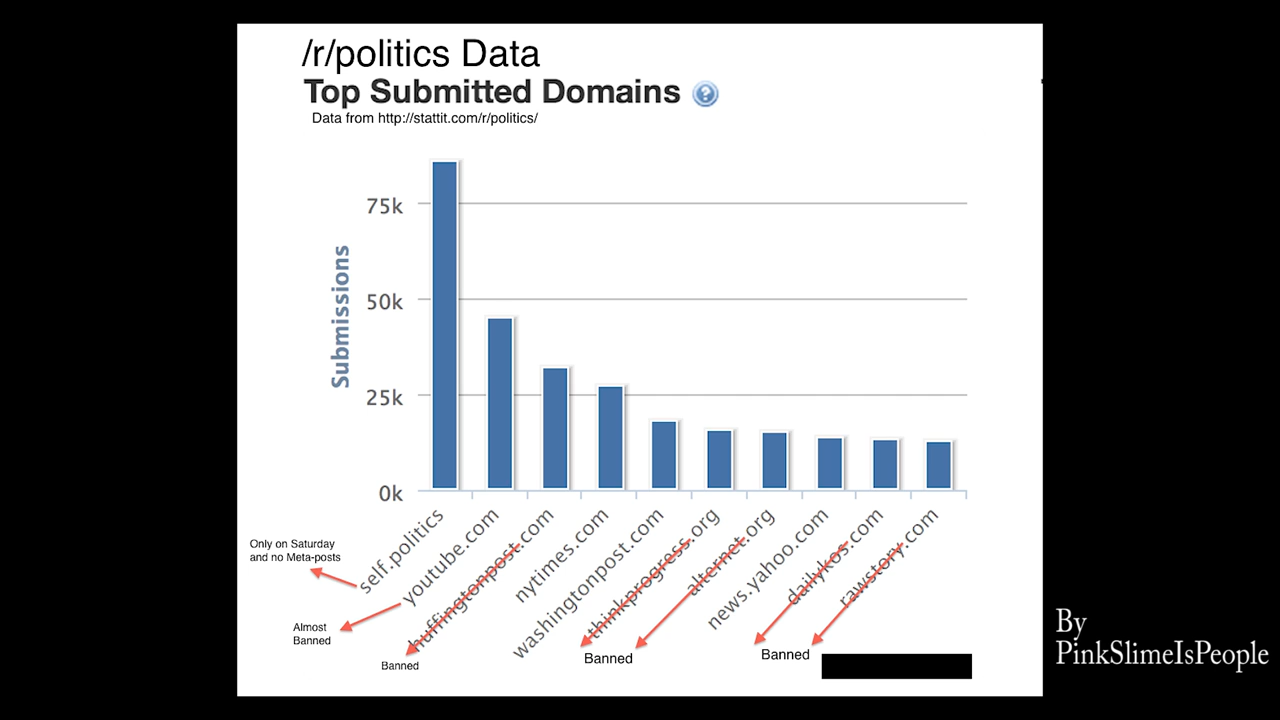 /r/politics Data
Top Submitted Domains ?
Data from http://stattit.com/r/politics/
75k
50k
25k
0k
Submissions
self.politics
youtube.com
huffingtonpost.com
nytimes.com
washingtonpost.com
thinkprogress.org
alternet.org
news.yahoo.com
dailykos.com
rawstory.com
Only on Saturday
and no Meta-posts
Almost
Banned
Banned
Banned
Banned
By
PinkSlimeIsPeople